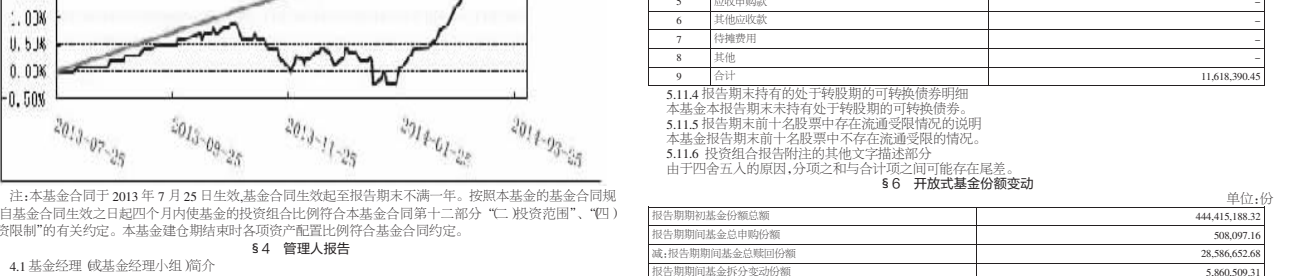 1.00%
0.50%
0.00%
-0.50%
2013-07-25
2013-09-25
2013-11-25
2014-01-25
2014-03-25
注:本基金合同于 2013 年 7 月 25 日生效,基金合同生效起至报告期末不满一年。按照本基金的基金合同规
自基金合同生效之日起四个月内使基金的投资组合比例符合本基金合同第十二部分“(二)投资范围”、“(四)
资限制”的有关约定。本基金建仓期结束时各项资产配置比例符合基金合同约定。
§4 管理人报告
4.1 基金经理(或基金经理小组)简介
5 应收申购款 –
6 其他应收款 –
7 待摊费用 –
8 其他 –
9 合计 11,618,390.45
5.11.4 报告期末持有的处于转股期的可转换债券明细
本基金本报告期末未持有处于转股期的可转换债券。
5.11.5 报告期末前十名股票中存在流通受限情况的说明
本基金报告期末前十名股票中不存在流通受限的情况。
5.11.6 投资组合报告附注的其他文字描述部分
由于四舍五入的原因,分项之和与合计项之间可能存在尾差。
§6 开放式基金份额变动
单位:份
报告期期初基金份额总额 444,415,188.32
报告期期间基金总申购份额 508,097.16
减:报告期期间基金总赎回份额 28,586,652.68
报告期期间基金拆分变动份额 5,860,509.31